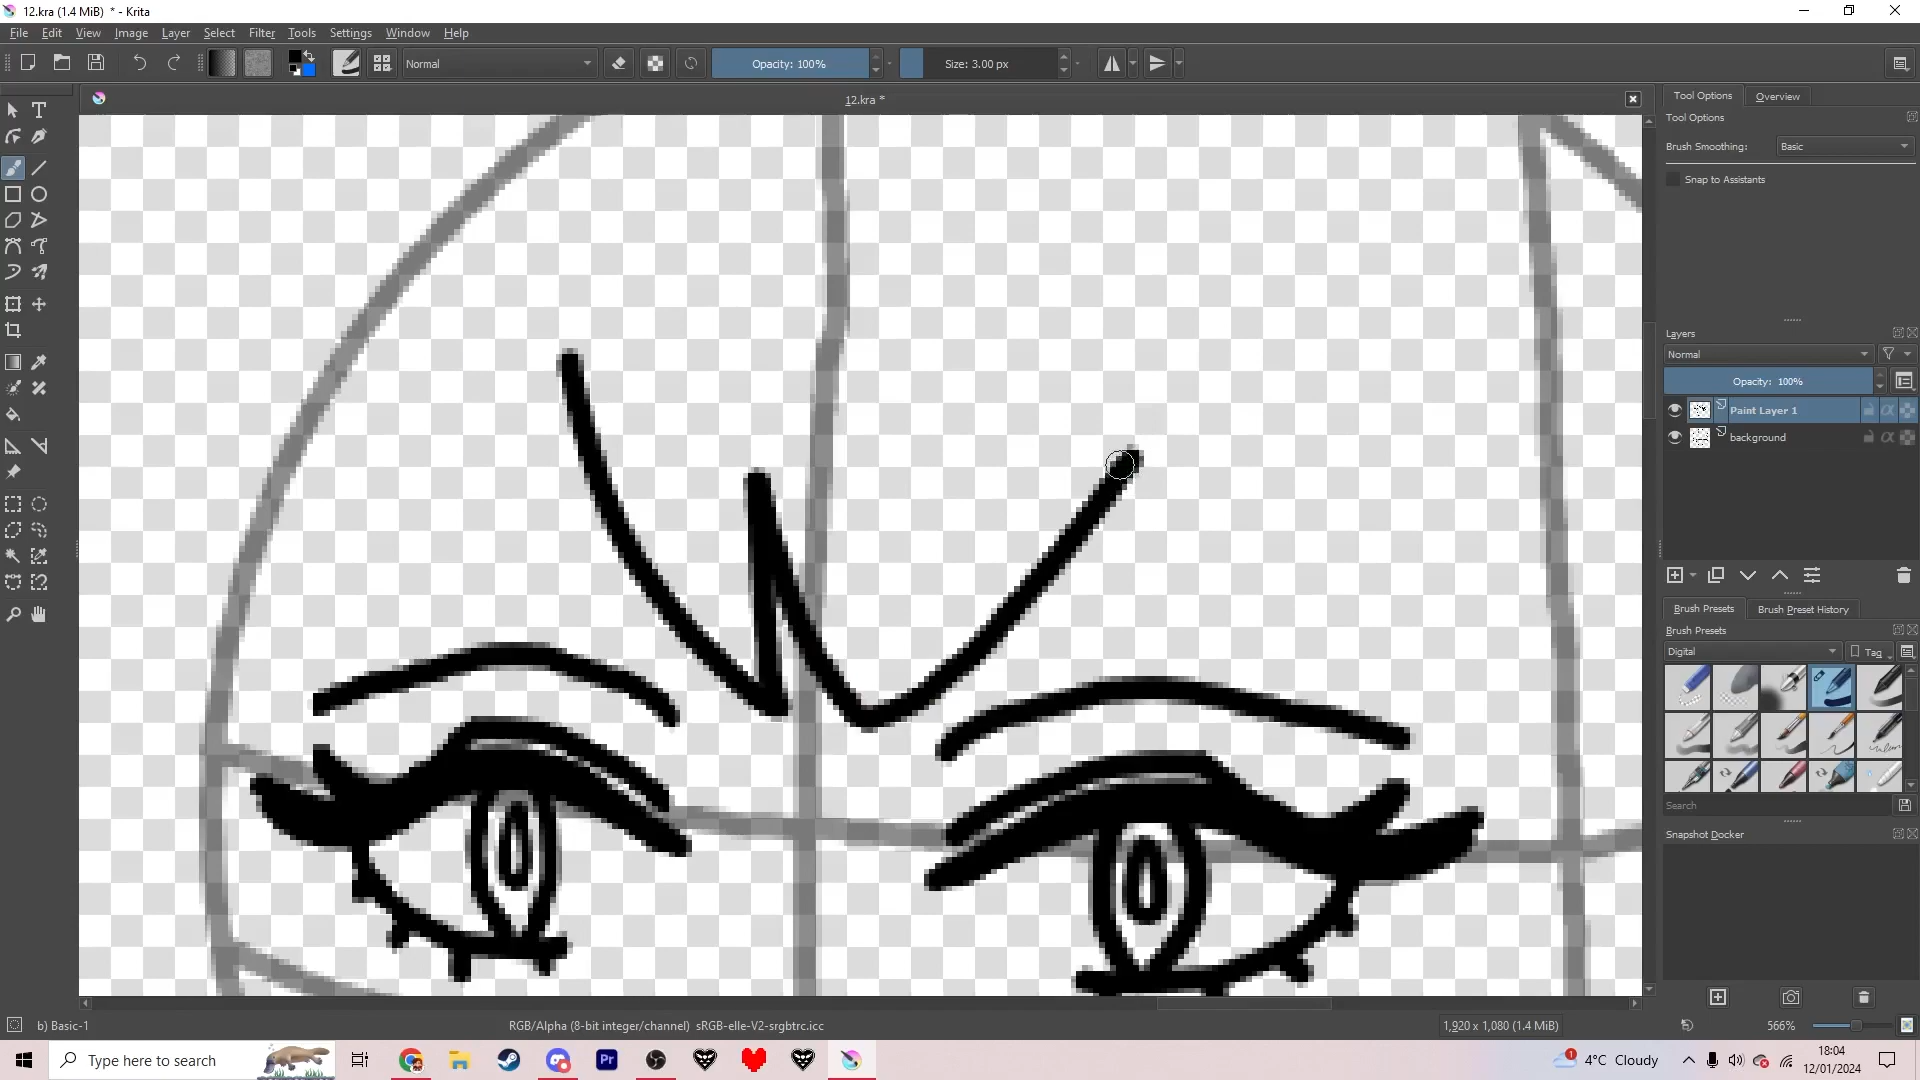 12.kra (1.4 MiB) * - Krita
File Edit View Image Layer Select Filter Tools Settings Window Help
Normal
Opacity: 100%
Size: 3.00 px
12.kra *
Tool Options
Overview
Tool Options
Brush Smoothing: Basic
Snap to Assistants
Layers
Normal
Opacity: 100%
Paint Layer 1
background
Brush Presets
Brush Preset History
Brush Presets
Digital
Tag
Search
Snapshot Docker
b) Basic-1
RGB/Alpha (8-bit integer/channel) sRGB-elle-V2-srgbtrc.icc
1,920 x 1,080 (1.4 MiB)
566%
Type here to search
Pr
1
4°C Cloudy
18:04
12/01/2024